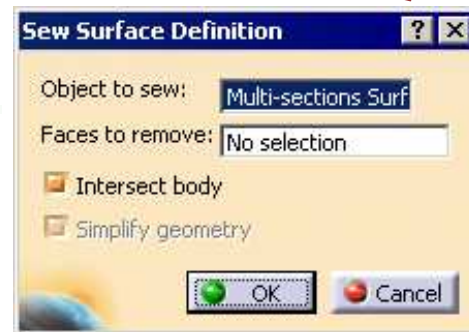 Sew Surface Definition ? X
Object to sew: Multi-sections Surf
Faces to remove: No selection
Intersect body
Simplify geometry
OK Cancel